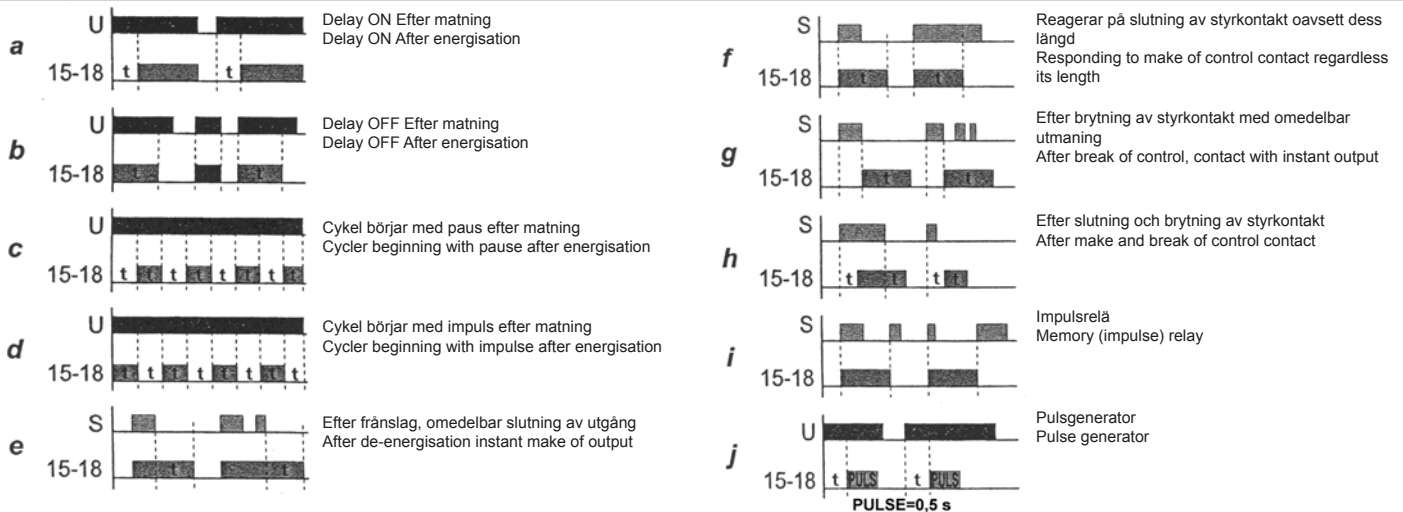 a
U
15-18
t
t
Delay ON Efter matning
Delay ON After energisation
b
U
15-18
t
t
Delay OFF Efter matning
Delay OFF After energisation
c
U
15-18
t t t t t t t t
Cykel börjar med paus efter matning
Cycler beginning with pause after energisation
d
U
15-18
t t t t t t t t
Cykel börjar med impuls efter matning
Cycler beginning with impulse after energisation
e
S
15-18
t
t
Efter frånslag, omedelbar slutning av utgång
After de-energisation instant make of output
f
S
15-18
t
t
Reagerar på slutning av styrkontakt oavsett dess
längd
Responding to make of control contact regardless
its length
g
S
15-18
t
t
Efter brytning av styrkontakt med omedelbar
utmaning
After break of control, contact with instant output
h
S
15-18
t t
t t
Efter slutning och brytning av styrkontakt
After make and break of control contact
i
S
15-18
Impulsrelä
Memory (impulse) relay
j
U
15-18
t PULS t PULS
PULSE=0,5 s
Pulsgenerator
Pulse generator